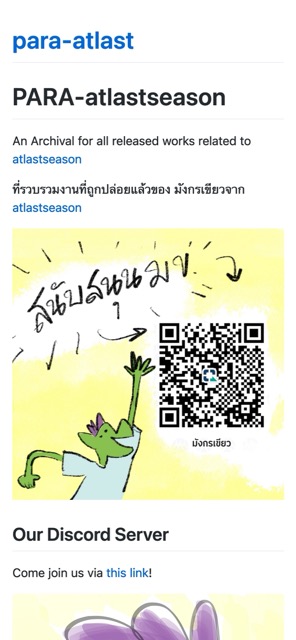 para-atlast
PARA-atlastseason
An Archival for all released works related to
atlastseason
ที่รวบรวมงานที่ถูกปล่อยแล้วของ มังกรเขียวจาก
atlastseason
สนับสนุน มข.
มังกรเขียว
Our Discord Server
Come join us via this link!